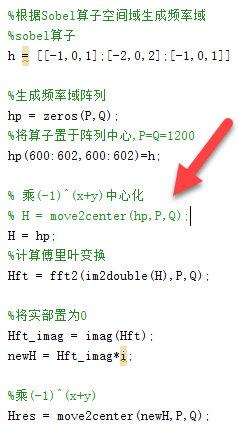 %根据Sobel算子空间域生成频率域
%sobel算子
h = [[-1,0,1];[-2,0,2];[-1,0,1]]
%生成频率域阵列
hp = zeros(P,Q);
%将算子置于阵列中心,P=Q=1200
hp(600:602,600:602)=h;
% 乘(-1)^(x+y)中心化
% H = move2center(hp,P,Q);
H = hp;
%计算傅里叶变换
Hft = fft2(im2double(H),P,Q);
%将实部置为0
Hft_imag = imag(Hft);
newH = Hft_imag*i;
%乘(-1)^(x+y)
Hres = move2center(newH,P,Q);